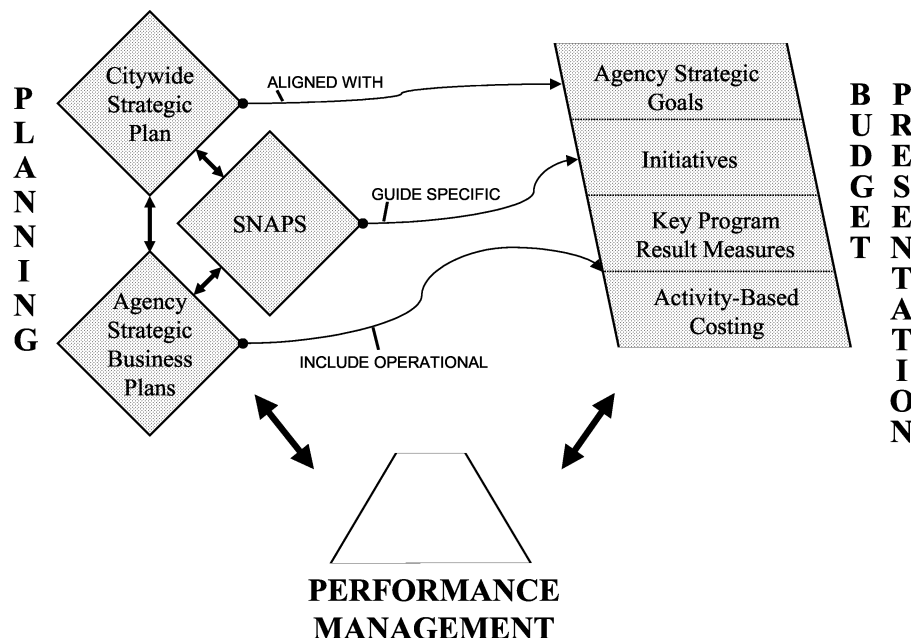 PLANNING
Citywide
Strategic
Plan
SNAPS
Agency
Strategic
Business
Plans
ALIGNED WITH
GUIDE SPECIFIC
INCLUDE OPERATIONAL
Agency Strategic
Goals
Initiatives
Key Program
Result Measures
Activity-Based
Costing
BUDGET
PRESENTATION
PERFORMANCE
MANAGEMENT